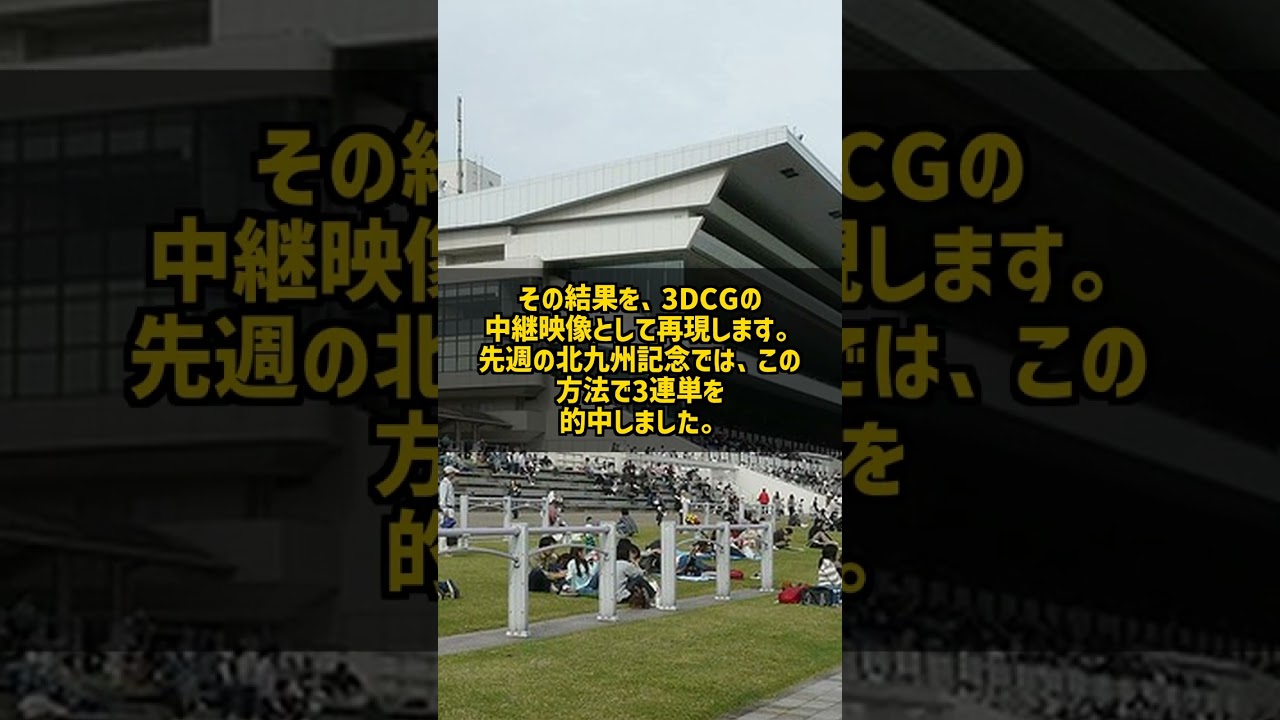 その結果を、3DCGの
中継映像として再現します。
先週の北九州記念では、この
方法で3連単を
的中しました。